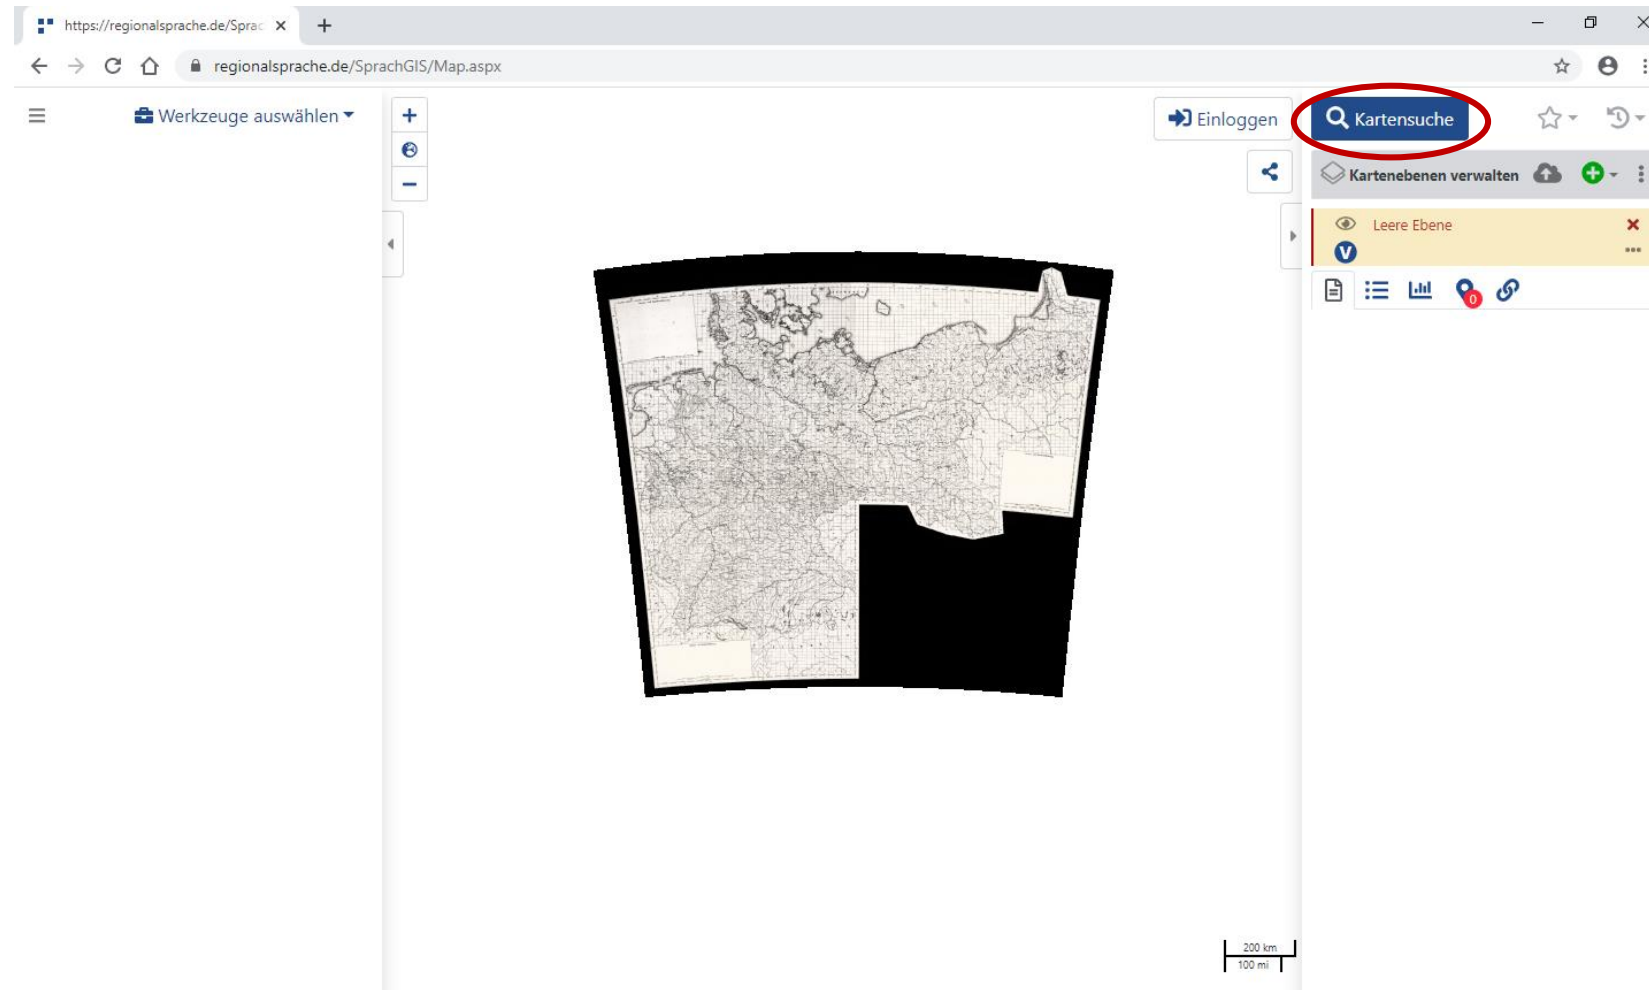 https://regionalsprache.de/Sprac
regionalsprache.de/SprachGIS/Map.aspx
Werkzeuge auswählen
Einloggen
Kartensuche
Kartenebenen verwalten
Leere Ebene
V
0
200 km
100 mi